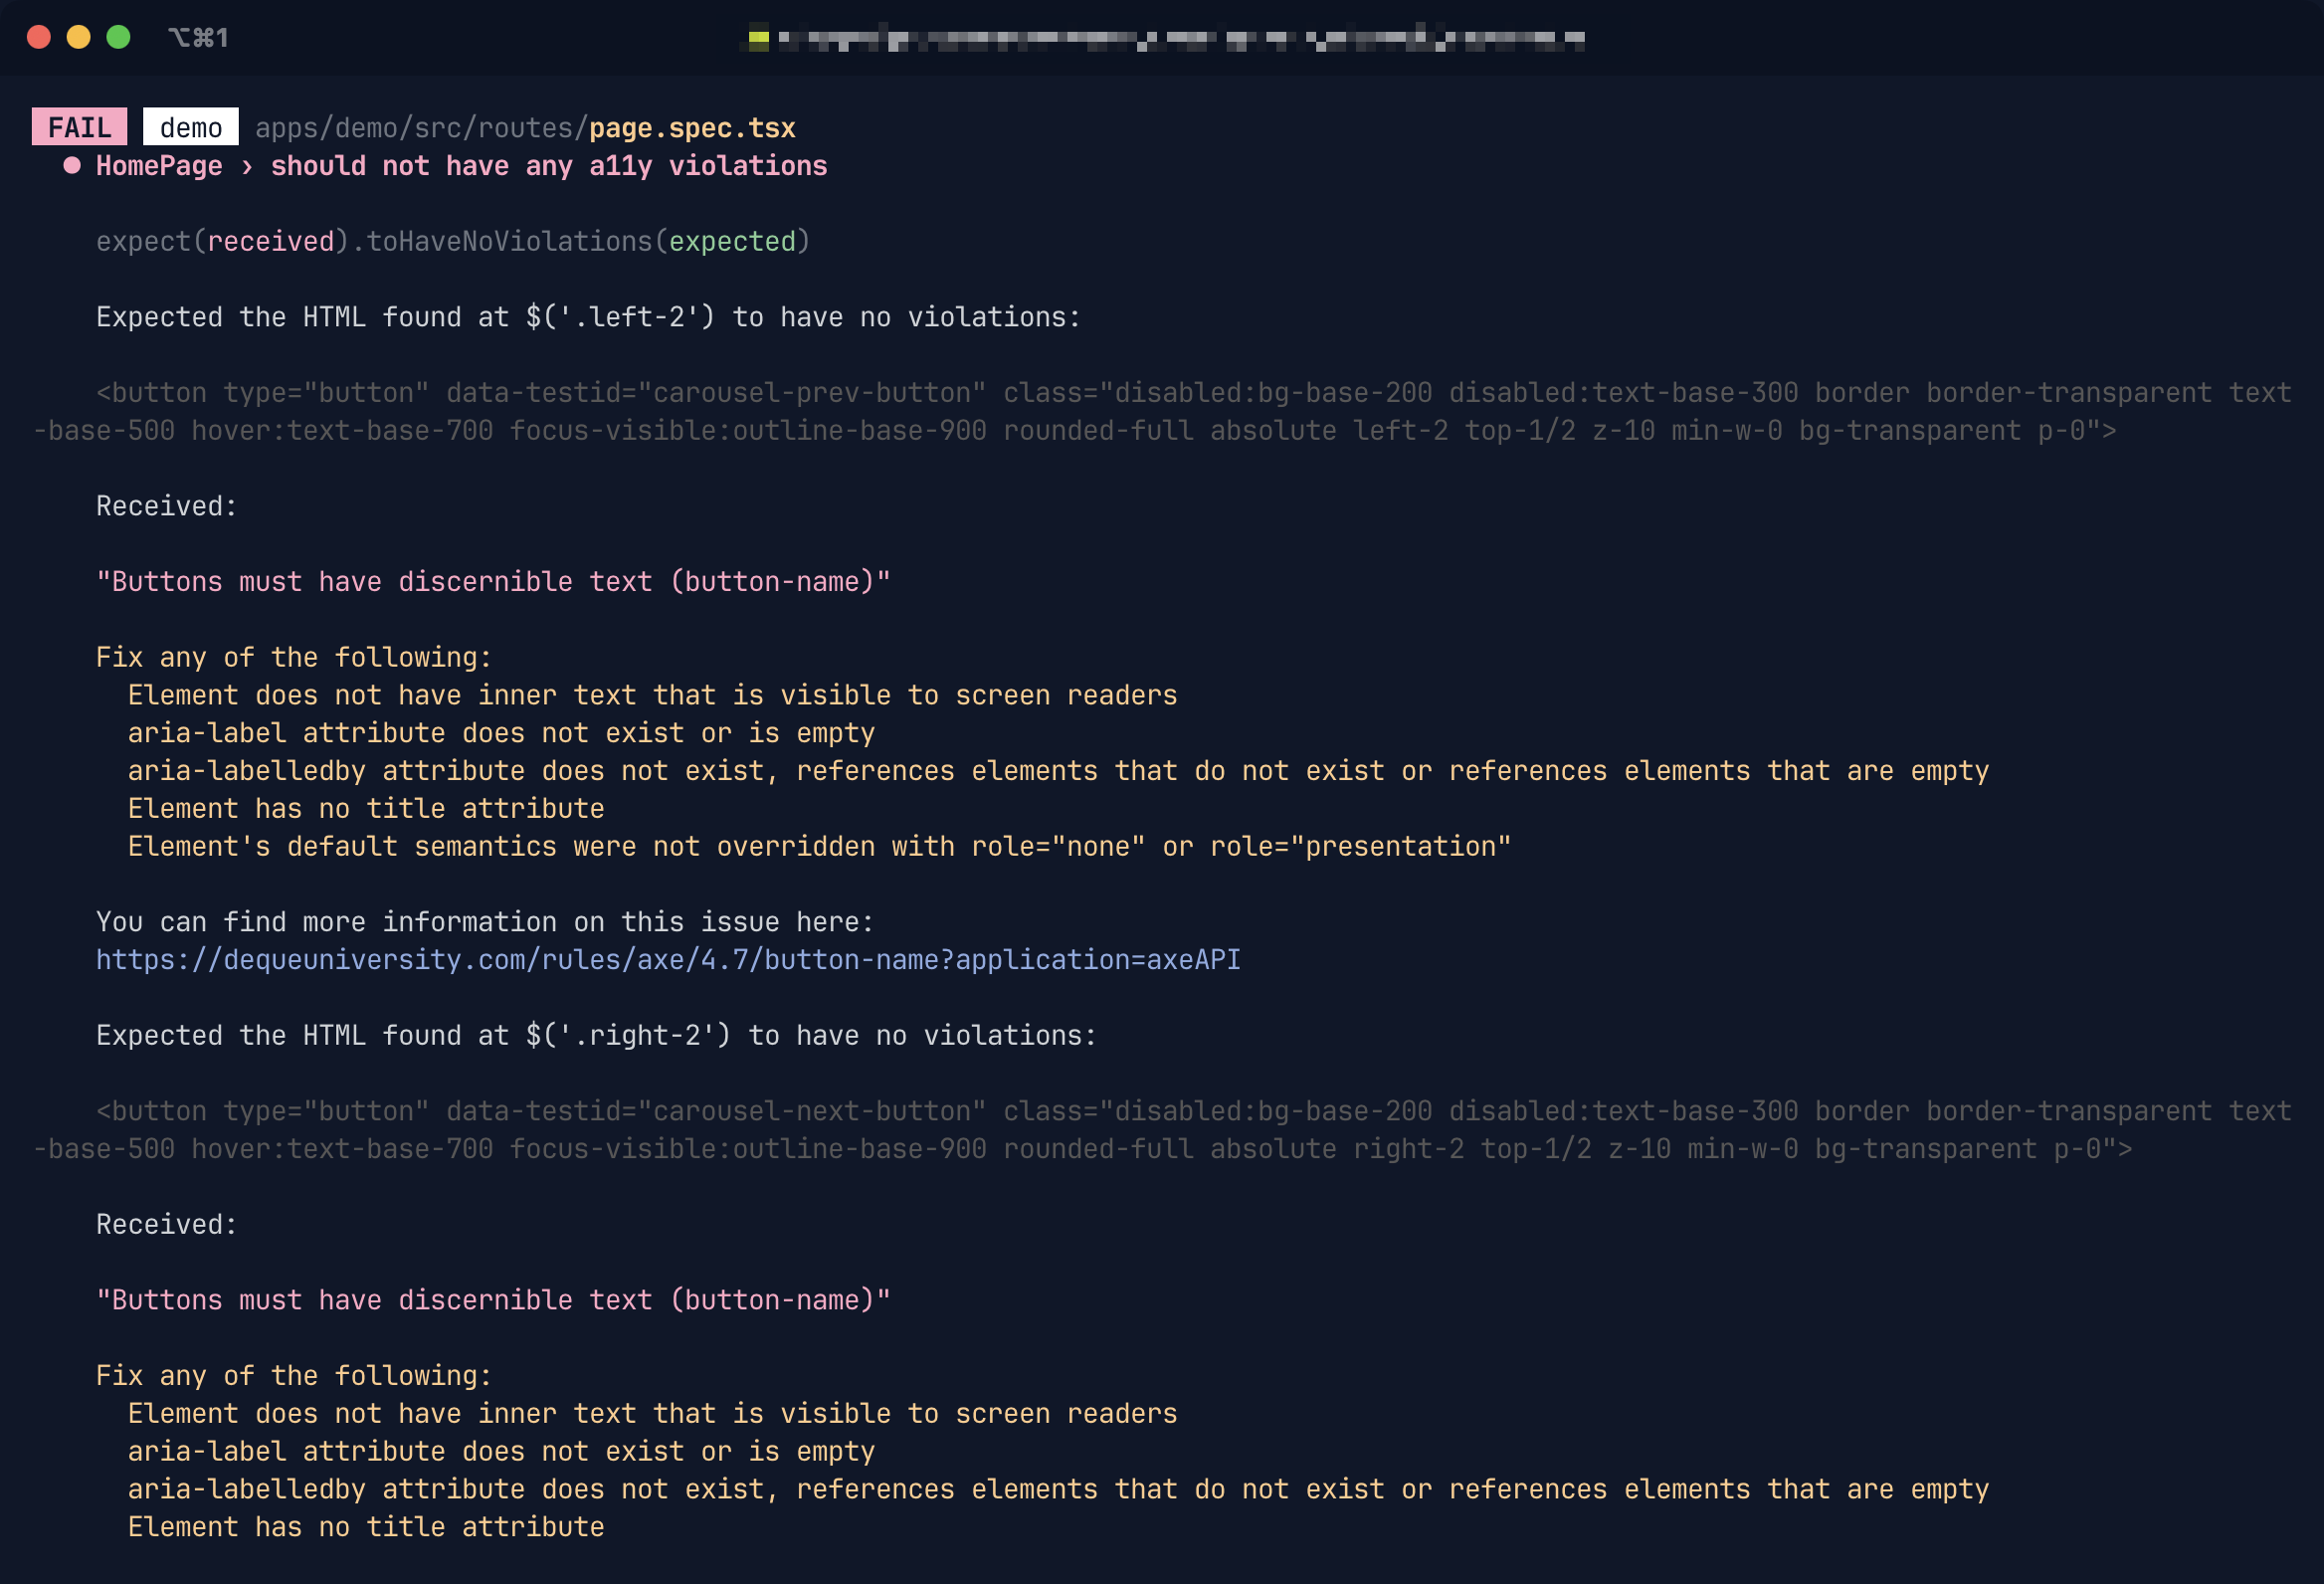 ⌥⌘1
FAIL demo apps/demo/src/routes/page.spec.tsx
● HomePage › should not have any a11y violations
expect(received).toHaveNoViolations(expected)
Expected the HTML found at $('.left-2') to have no violations:
<button type="button" data-testid="carousel-prev-button" class="disabled:bg-base-200 disabled:text-base-300 border border-transparent text
-base-500 hover:text-base-700 focus-visible:outline-base-900 rounded-full absolute left-2 top-1/2 z-10 min-w-0 bg-transparent p-0">
Received:
"Buttons must have discernible text (button-name)"
Fix any of the following:
Element does not have inner text that is visible to screen readers
aria-label attribute does not exist or is empty
aria-labelledby attribute does not exist, references elements that do not exist or references elements that are empty
Element has no title attribute
Element's default semantics were not overridden with role="none" or role="presentation"
You can find more information on this issue here:
https://dequeuniversity.com/rules/axe/4.7/button-name?application=axeAPI
Expected the HTML found at $('.right-2') to have no violations:
<button type="button" data-testid="carousel-next-button" class="disabled:bg-base-200 disabled:text-base-300 border border-transparent text
-base-500 hover:text-base-700 focus-visible:outline-base-900 rounded-full absolute right-2 top-1/2 z-10 min-w-0 bg-transparent p-0">
Received:
"Buttons must have discernible text (button-name)"
Fix any of the following:
Element does not have inner text that is visible to screen readers
aria-label attribute does not exist or is empty
aria-labelledby attribute does not exist, references elements that do not exist or references elements that are empty
Element has no title attribute